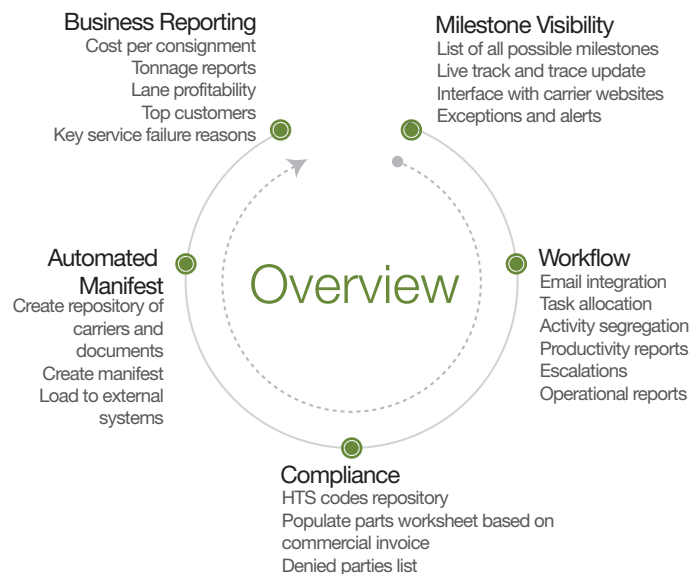 Business Reporting
Cost per consignment
Tonnage reports
Lane profitability
Top customers
Key service failure reasons
Milestone Visibility
List of all possible milestones
Live track and trace update
Interface with carrier websites
Exceptions and alerts
Automated
Manifest
Create repository of
carriers and
documents
Create manifest
Load to external
systems
Overview
Workflow
Email integration
Task allocation
Activity segregation
Productivity reports
Escalations
Operational reports
Compliance
HTS codes repository
Populate parts worksheet based on
commercial invoice
Denied parties list